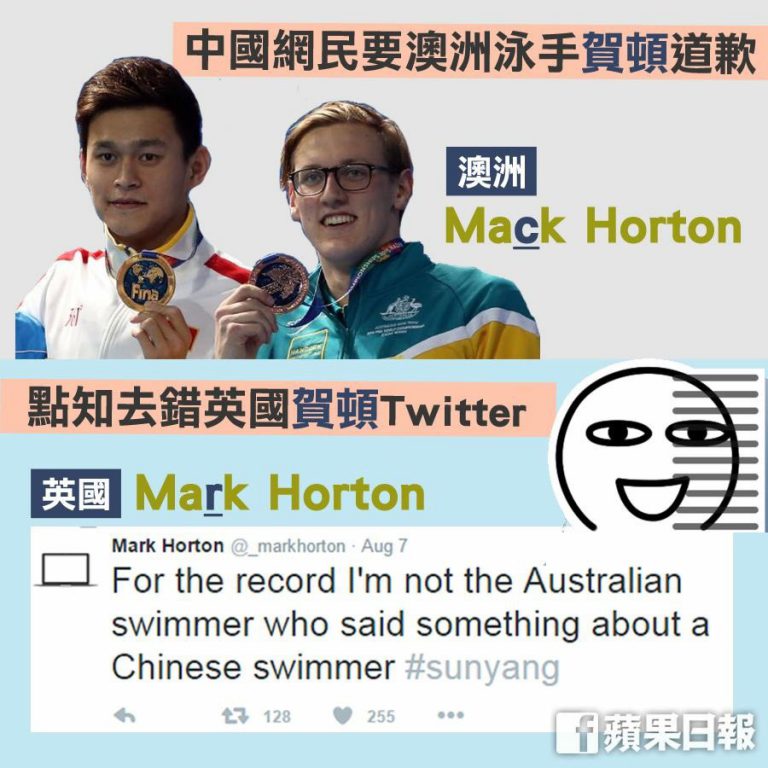 中國網民要澳洲泳手賀頓道歉
澳洲
Mack Horton
Fina
點知去錯英國賀頓Twitter
英國 Mark Horton
Mark Horton @_markhorton · Aug 7
For the record I'm not the Australian
swimmer who said something about a
Chinese swimmer #sunyang
128 255
f 蘋果日報